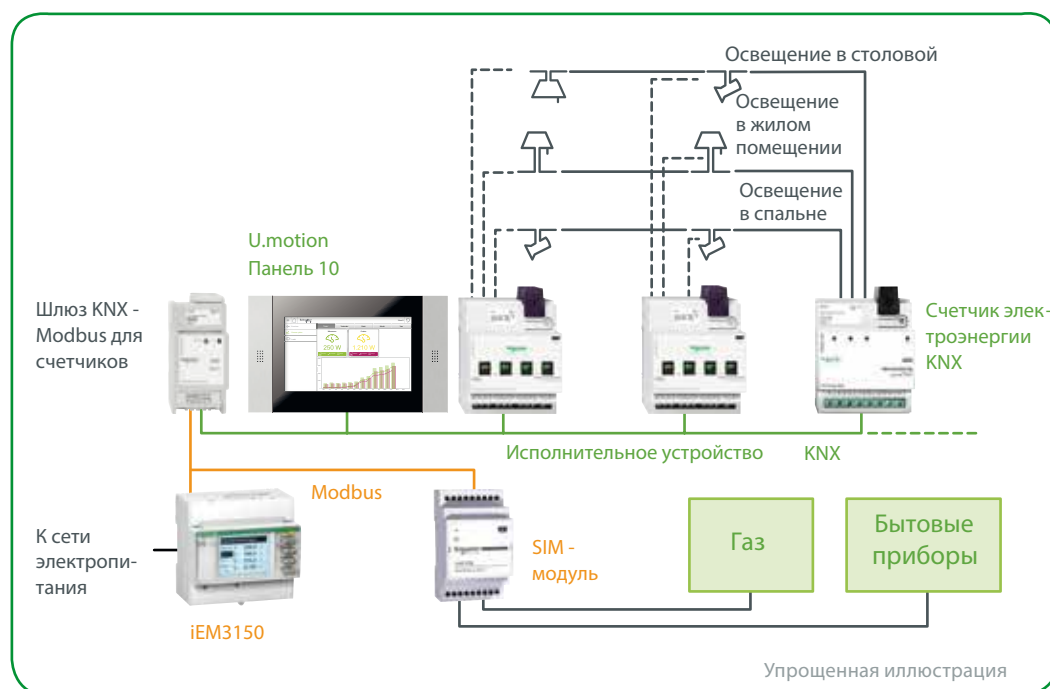 Освещение в столовой
Освещение
в жилом
помещении
Освещение
в спальне
U.motion
Панель 10
Шлюз KNX -
Modbus для
счетчиков
Счетчик элек-
троэнергии
KNX
Исполнительное устройство
KNX
Modbus
К сети
электропи-
тания
SIM -
модуль
Газ
Бытовые
приборы
iEM3150
Упрощенная иллюстрация